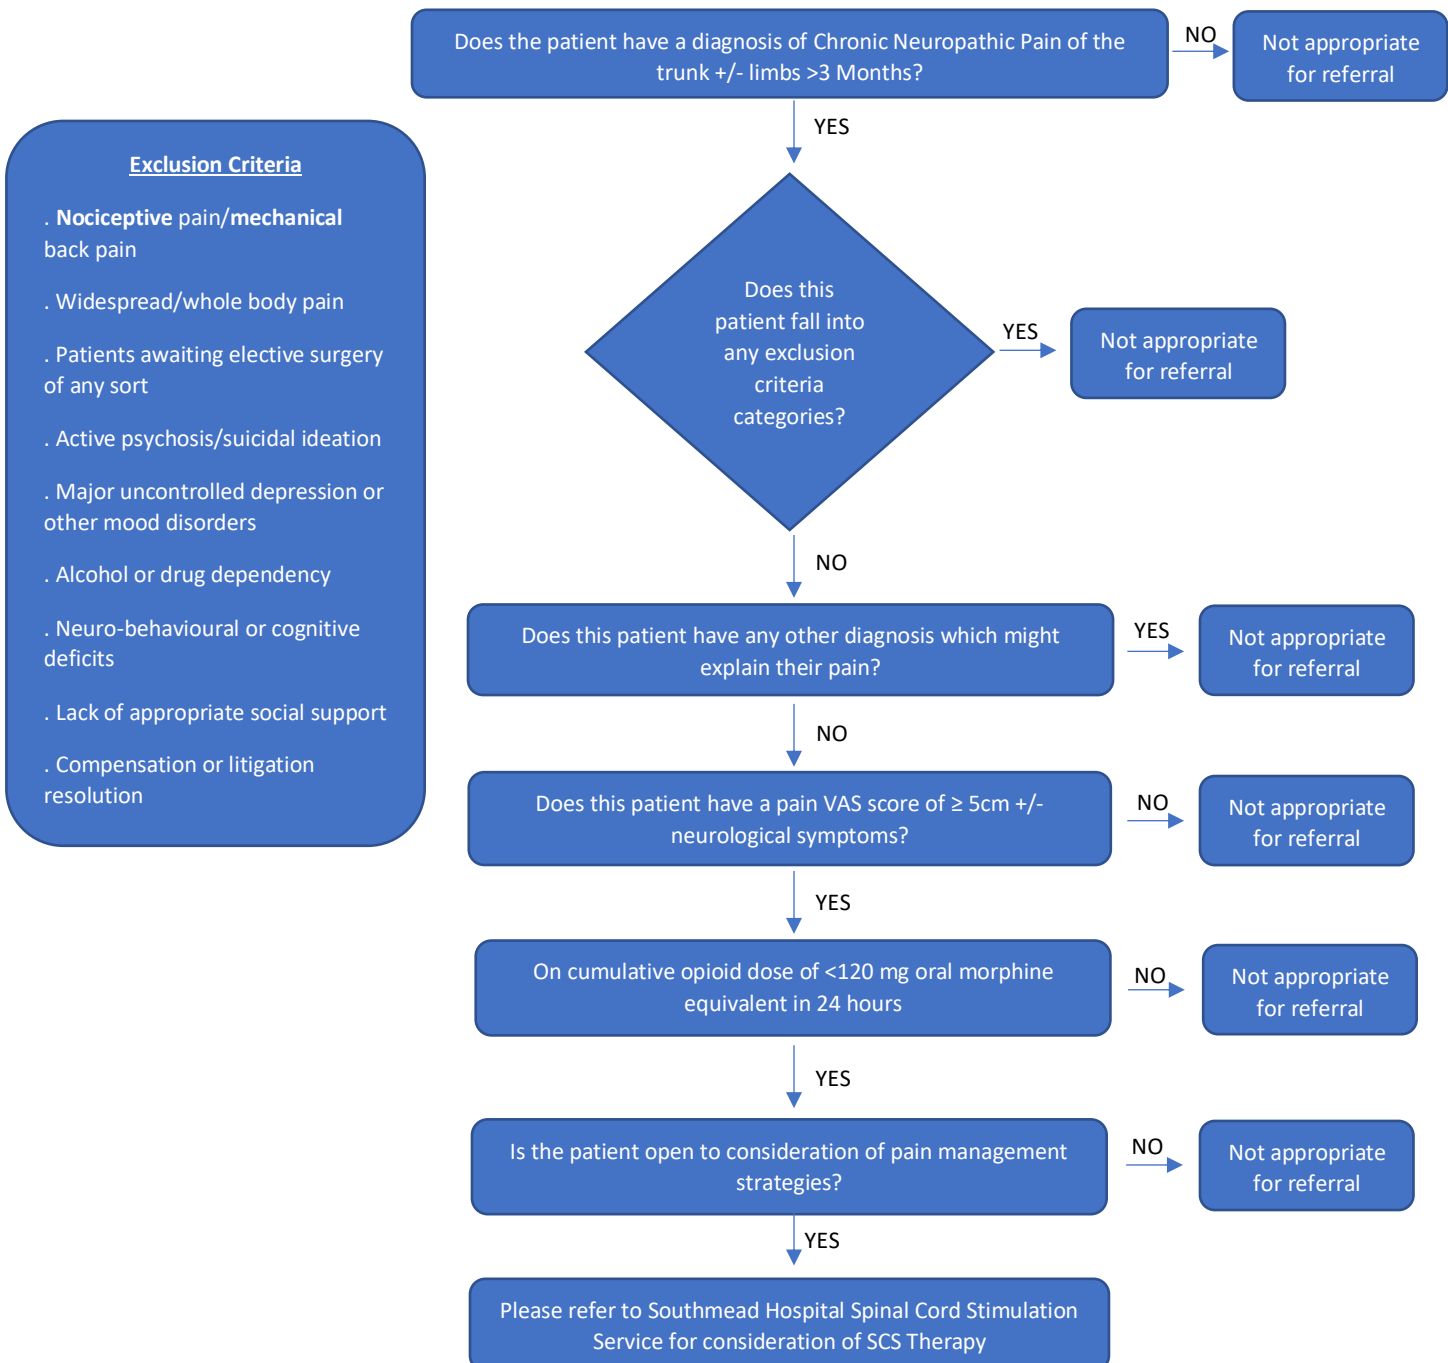 Does the patient have a diagnosis of Chronic Neuropathic Pain of the
trunk +/- limbs >3 Months?
NO
Not appropriate
for referral
YES
Exclusion Criteria
. Nociceptive pain/mechanical
back pain
. Widespread/whole body pain
. Patients awaiting elective surgery
of any sort
. Active psychosis/suicidal ideation
. Major uncontrolled depression or
other mood disorders
. Alcohol or drug dependency
. Neuro-behavioural or cognitive
deficits
. Lack of appropriate social support
. Compensation or litigation
resolution
Does this
patient fall into
any exclusion
criteria
categories?
YES
Not appropriate
for referral
NO
Does this patient have any other diagnosis which might
explain their pain?
YES
Not appropriate
for referral
NO
Does this patient have a pain VAS score of ≥ 5cm +/-
neurological symptoms?
NO
Not appropriate
for referral
YES
On cumulative opioid dose of <120 mg oral morphine
equivalent in 24 hours
NO
Not appropriate
for referral
YES
Is the patient open to consideration of pain management
strategies?
NO
Not appropriate
for referral
YES
Please refer to Southmead Hospital Spinal Cord Stimulation
Service for consideration of SCS Therapy